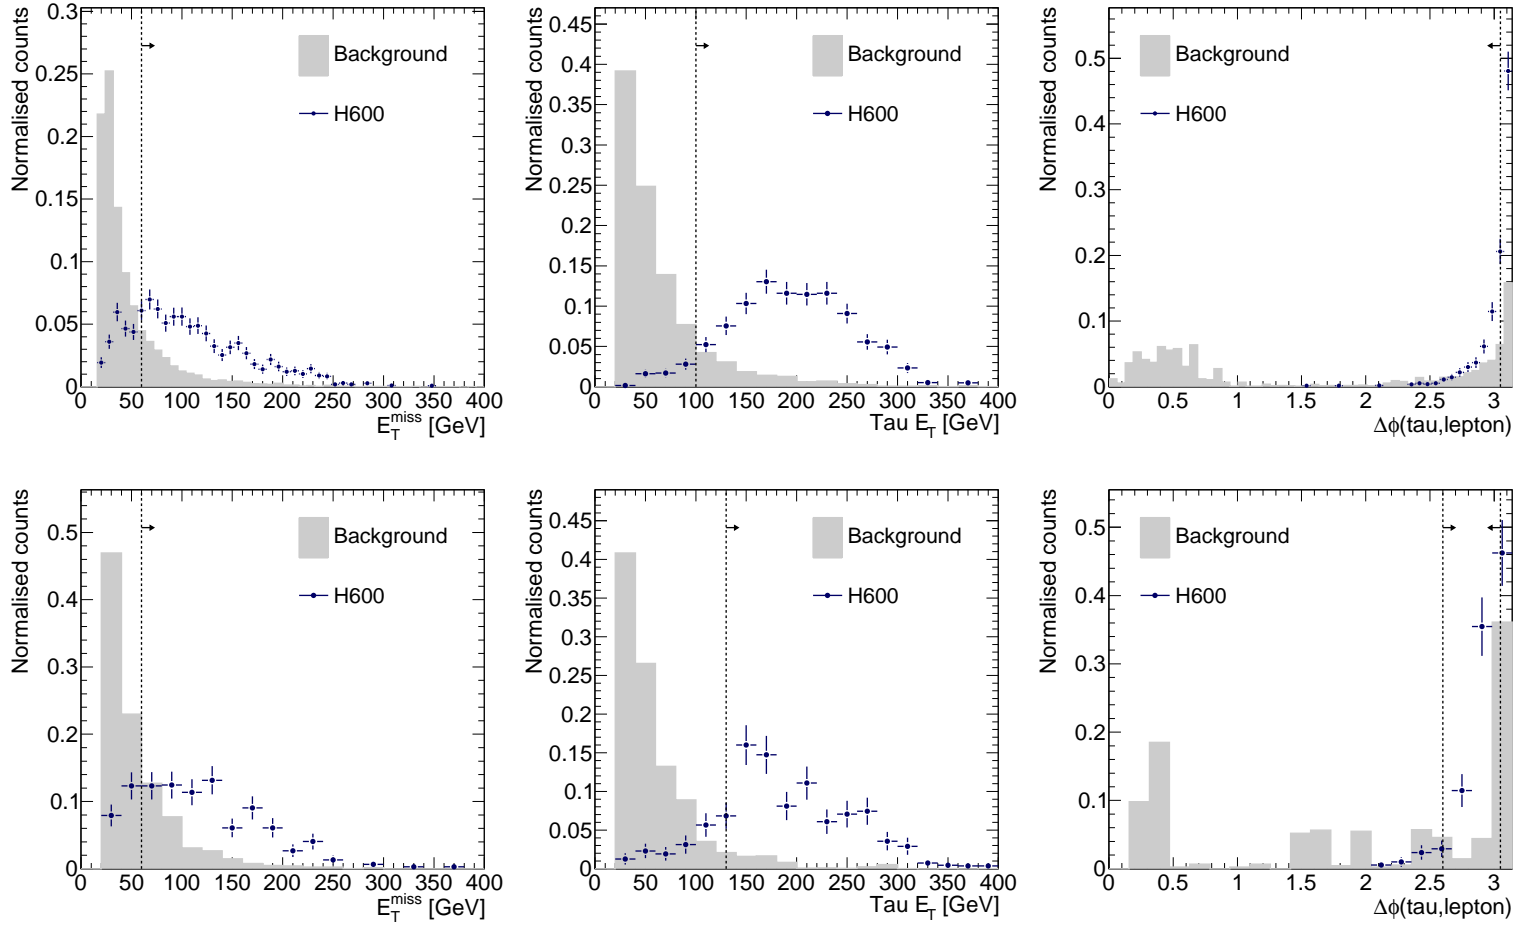 Normalised counts
0.3
0.25
0.2
0.15
0.1
0.05
0
Background
H600
0 50 100 150 200 250 300 350 400
E_T^miss [GeV]
Normalised counts
0.45
0.4
0.35
0.3
0.25
0.2
0.15
0.1
0.05
0
Background
H600
0 50 100 150 200 250 300 350 400
Tau E_T [GeV]
Normalised counts
0.5
0.4
0.3
0.2
0.1
0
Background
H600
0 0.5 1 1.5 2 2.5 3
Δϕ(tau,lepton)
Normalised counts
0.5
0.4
0.3
0.2
0.1
0
Background
H600
0 50 100 150 200 250 300 350 400
E_T^miss [GeV]
Normalised counts
0.45
0.4
0.35
0.3
0.25
0.2
0.15
0.1
0.05
0
Background
H600
0 50 100 150 200 250 300 350 400
Tau E_T [GeV]
Normalised counts
0.5
0.4
0.3
0.2
0.1
0
Background
H600
0 0.5 1 1.5 2 2.5 3
Δϕ(tau,lepton)